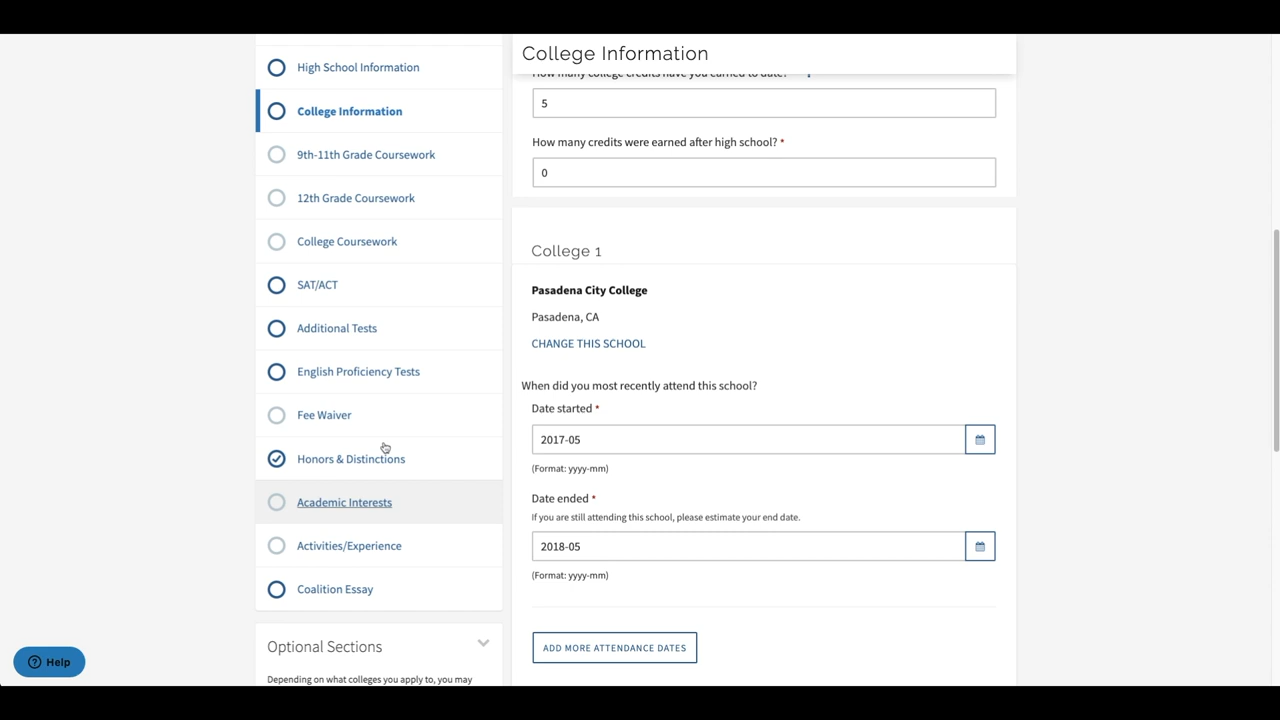 College Information
High School Information
College Information
9th-11th Grade Coursework
12th Grade Coursework
College Coursework
SAT/ACT
Additional Tests
English Proficiency Tests
Fee Waiver
Honors & Distinctions
Academic Interests
Activities/Experience
Coalition Essay
Optional Sections
Depending on what colleges you apply to, you may
Help
How many college credits have you earned to date?
5
How many credits were earned after high school? *
0
College 1
Pasadena City College
Pasadena, CA
CHANGE THIS SCHOOL
When did you most recently attend this school?
Date started *
2017-05
(Format: yyyy-mm)
Date ended *
If you are still attending this school, please estimate your end date.
2018-05
(Format: yyyy-mm)
ADD MORE ATTENDANCE DATES